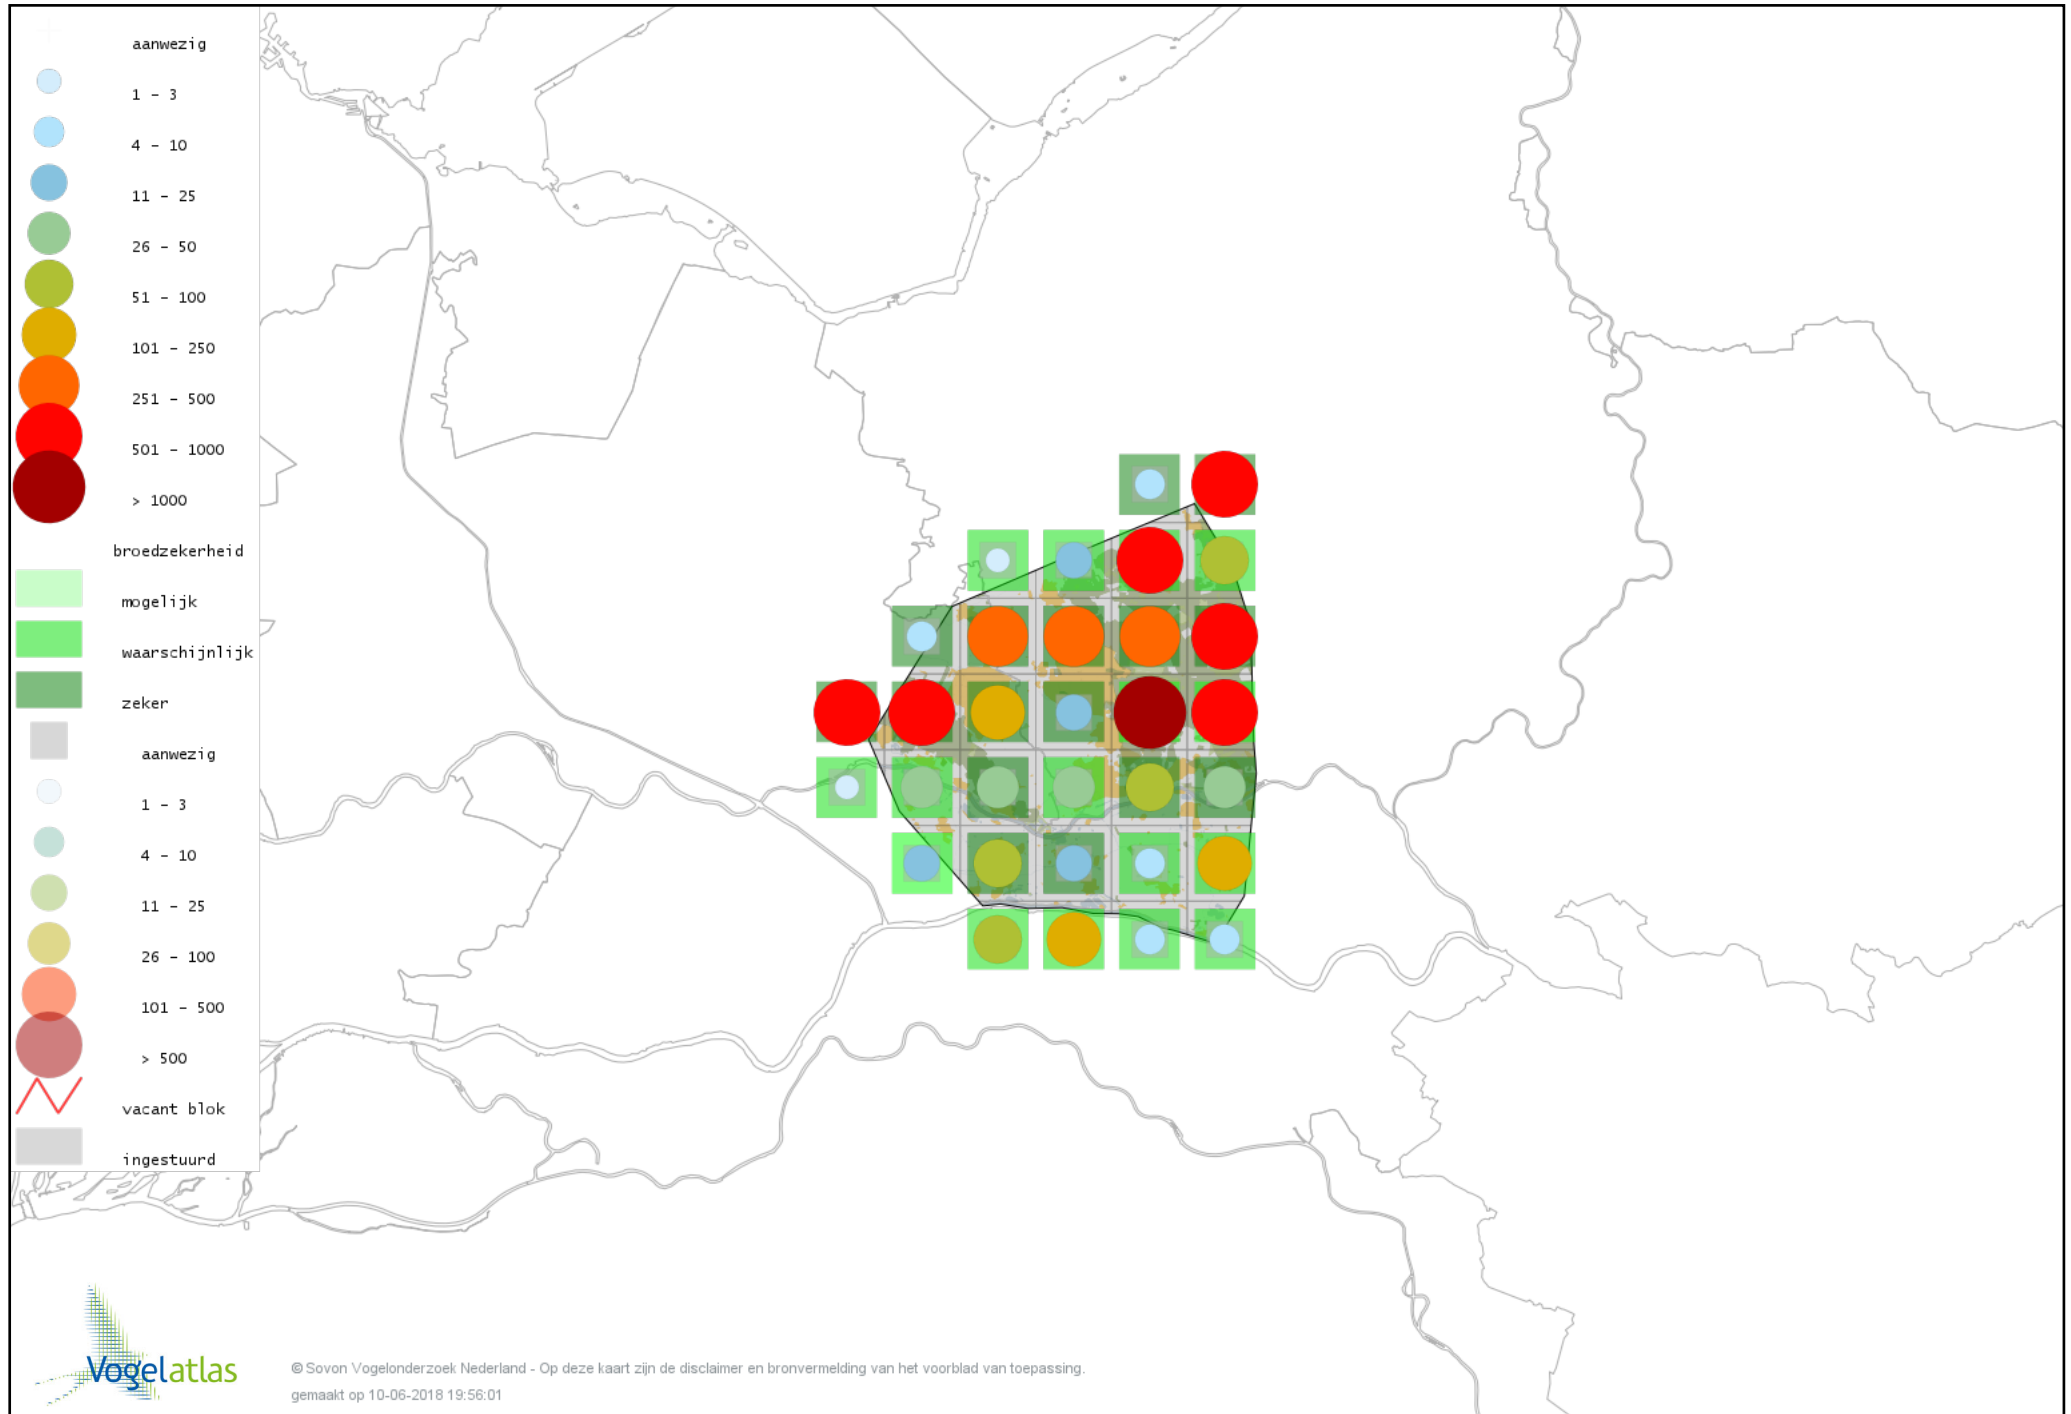 aanwezig
1 - 3
4 - 10
11 - 25
26 - 50
51 - 100
101 - 250
251 - 500
501 - 1000
> 1000
broedzekerheid
mogelijk
waarschijnlijk
zeker
aanwezig
1 - 3
4 - 10
11 - 25
26 - 100
101 - 500
> 500
vacant blok
ingestuurd
Vogelatlas
© Sovon Vogelonderzoek Nederland - Op deze kaart zijn de disclaimer en bronvermelding van het voorblad van toepassing.
gemaakt op 10-06-2018 19:56:01